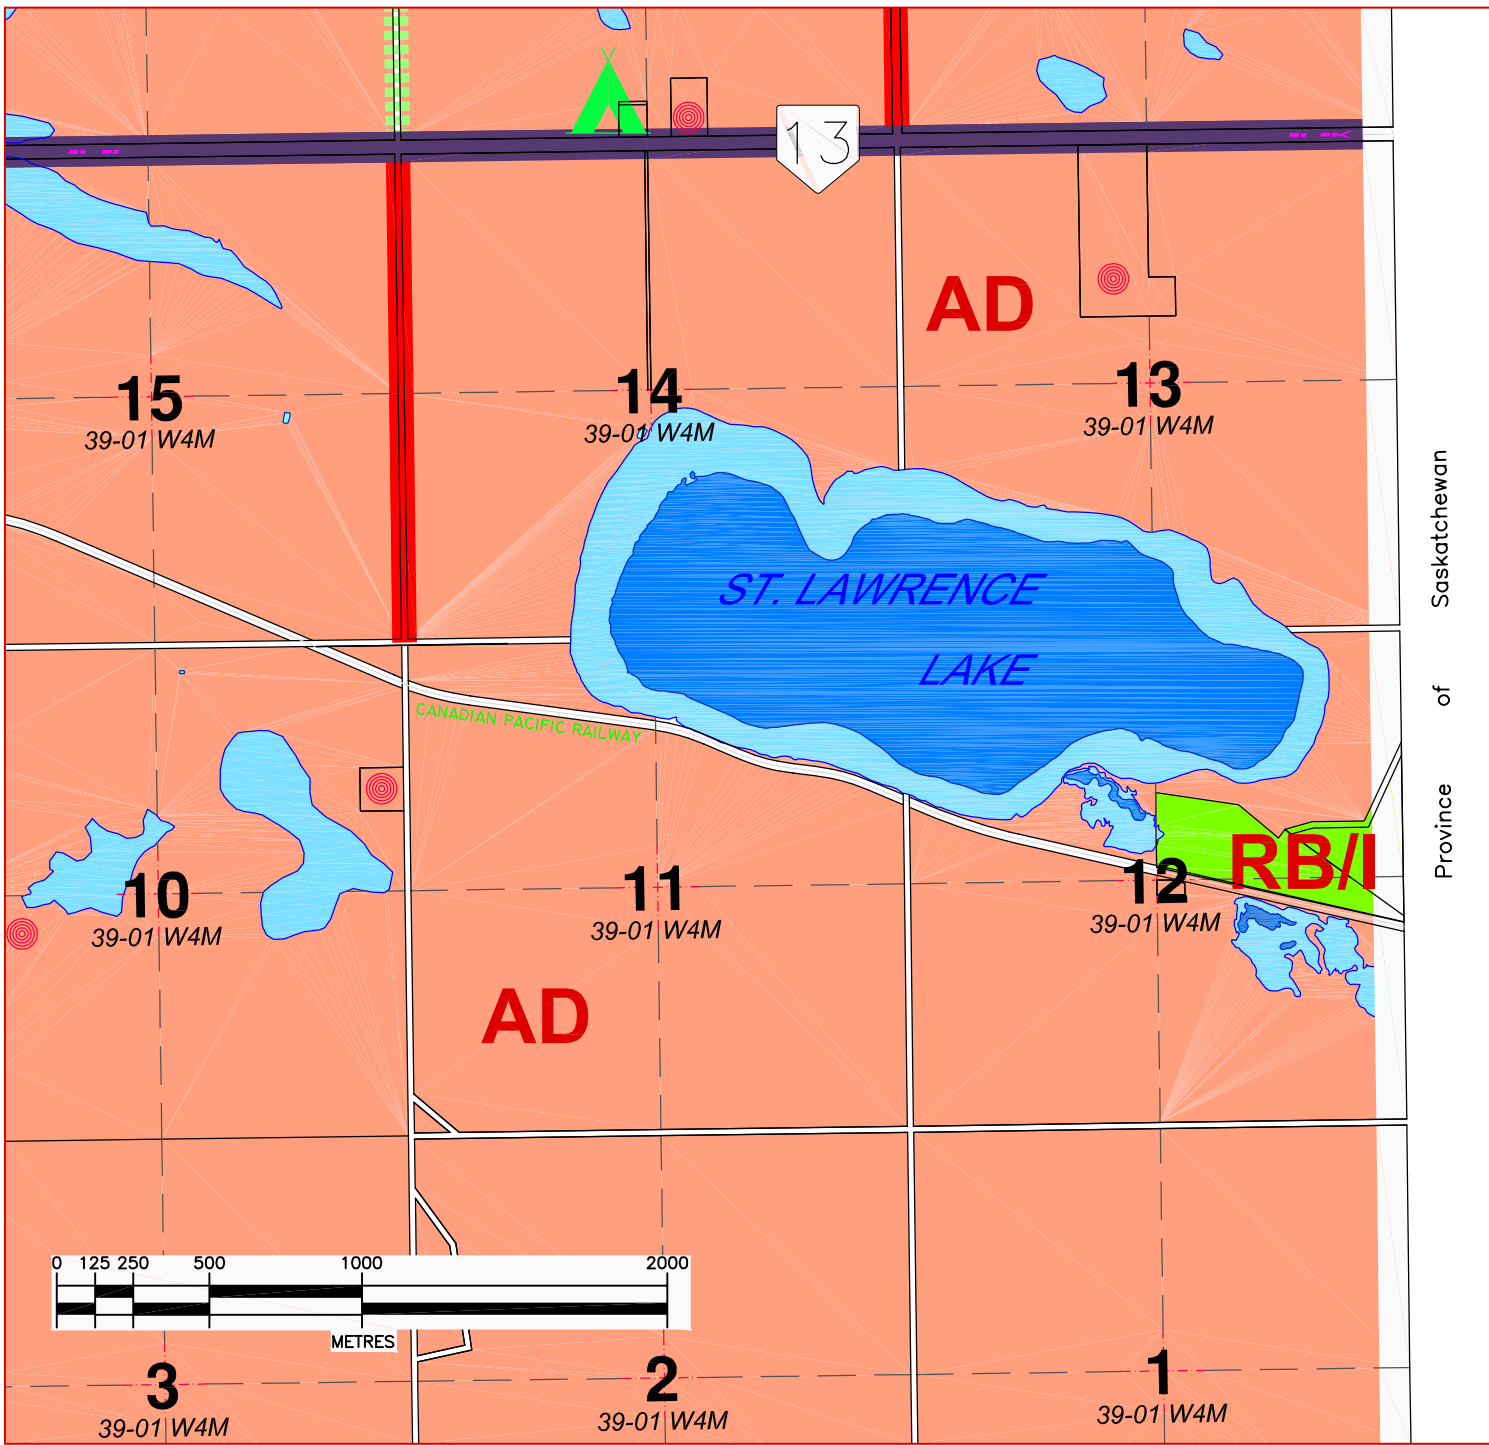 13
AD
15
39-01 W4M
14
39-01 W4M
13
39-01 W4M
ST. LAWRENCE
LAKE
CANADIAN PACIFIC RAILWAY
Province of Saskatchewan
RB/I
10
39-01 W4M
11
39-01 W4M
12
39-01 W4M
AD
0 125 250 500 1000 2000
METRES
3
39-01 W4M
2
39-01 W4M
1
39-01 W4M